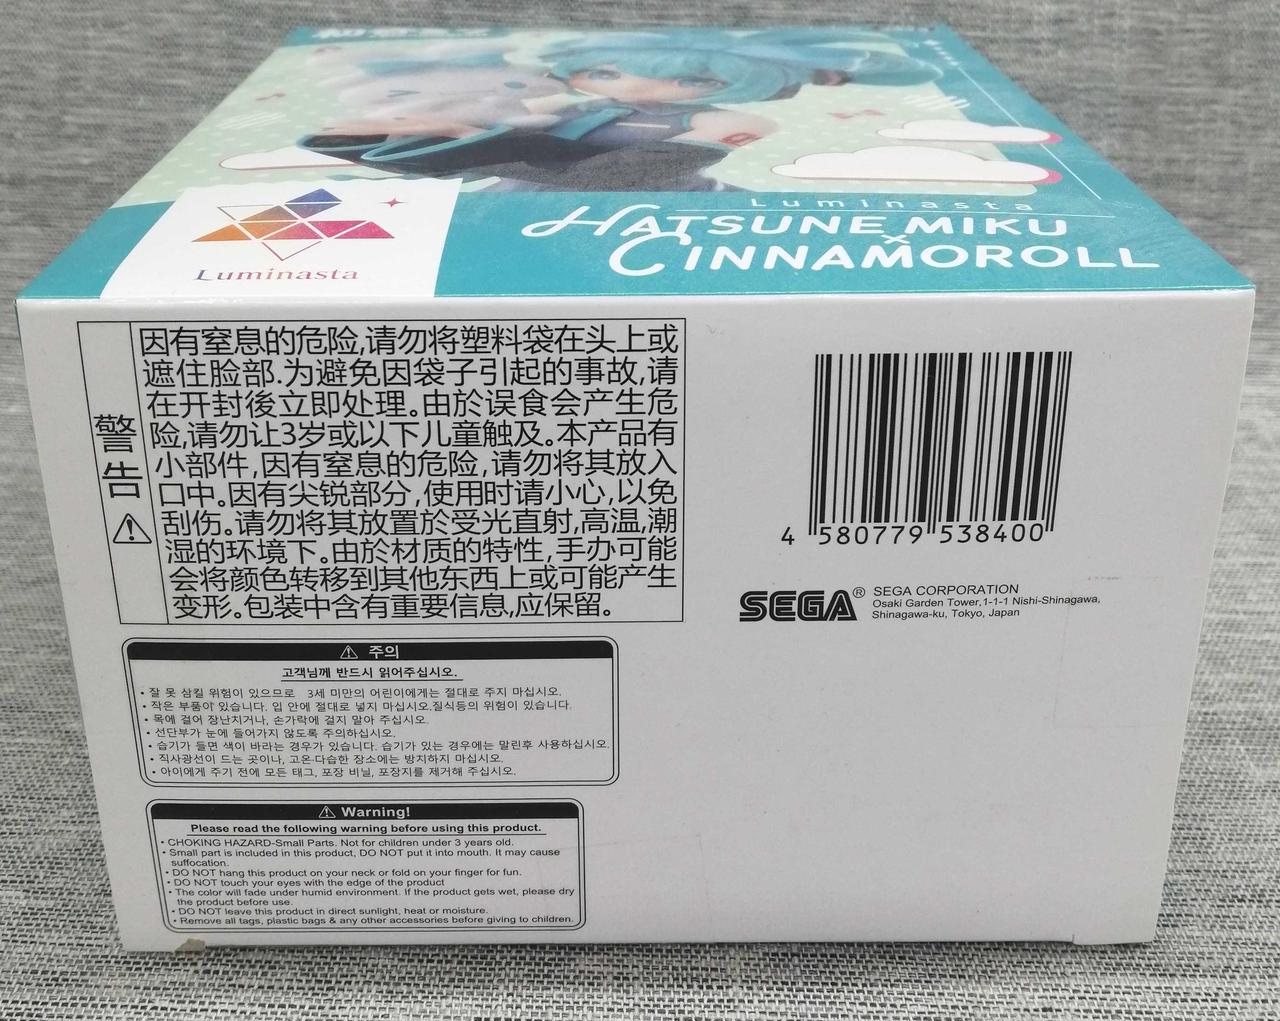 Luminasta
HATSUNE MIKU
×
CINNAMOROLL
Luminasta
警告
因有窒息的危险,请勿将塑料袋在头上或
遮住脸部.为避免因袋子引起的事故,请
在开封後立即处理。由於误食会产生危
险,请勿让3岁或以下儿童触及。本产品有
小部件,因有窒息的危险,请勿将其放入
口中。因有尖锐部分,使用时请小心,以免
刮伤。请勿将其放置於受光直射,高温,潮
湿的环境下。由於材质的特性,手办可能
会将颜色转移到其他东西上或可能产生
变形。包装中含有重要信息,应保留。
4 580779 538400
SEGA® SEGA CORPORATION
Osaki Garden Tower,1-1-1 Nishi-Shinagawa,
Shinagawa-ku, Tokyo, Japan
주의
고객님께 반드시 읽어주십시오.
• 잘 못 삼킬 위험이 있으므로 3세 미만의 어린이에게는 절대로 주지 마십시오.
• 작은 부품이 있습니다. 입 안에 절대로 넣지 마십시오.질식등의 위험이 있습니다.
• 목에 걸어 장난치거나, 손가락에 걸지 말아 주십시오.
• 선단부가 눈에 들어가지 않도록 주의하십시오.
• 습기가 들면 색이 바라는 경우가 있습니다. 습기가 있는 경우에는 말린후 사용하십시오.
• 직사광선이 드는 곳이나, 고온·다습한 장소에는 방치하지 마십시오.
• 아이에게 주기 전에 모든 태그, 포장 비닐, 포장지를 제거해 주십시오.
Warning!
Please read the following warning before using this product.
• CHOKING HAZARD-Small Parts. Not for children under 3 years old.
• Small part is included in this product, DO NOT put it into mouth. It may cause
suffocation.
• DO NOT hang this product on your neck or fold on your finger for fun.
• DO NOT touch your eyes with the edge of the product
• The color will fade under humid environment. If the product gets wet, please dry
the product before use.
• DO NOT leave this product in direct sunlight, heat or moisture.
• Remove all tags, plastic bags & any other accessories before giving to children.